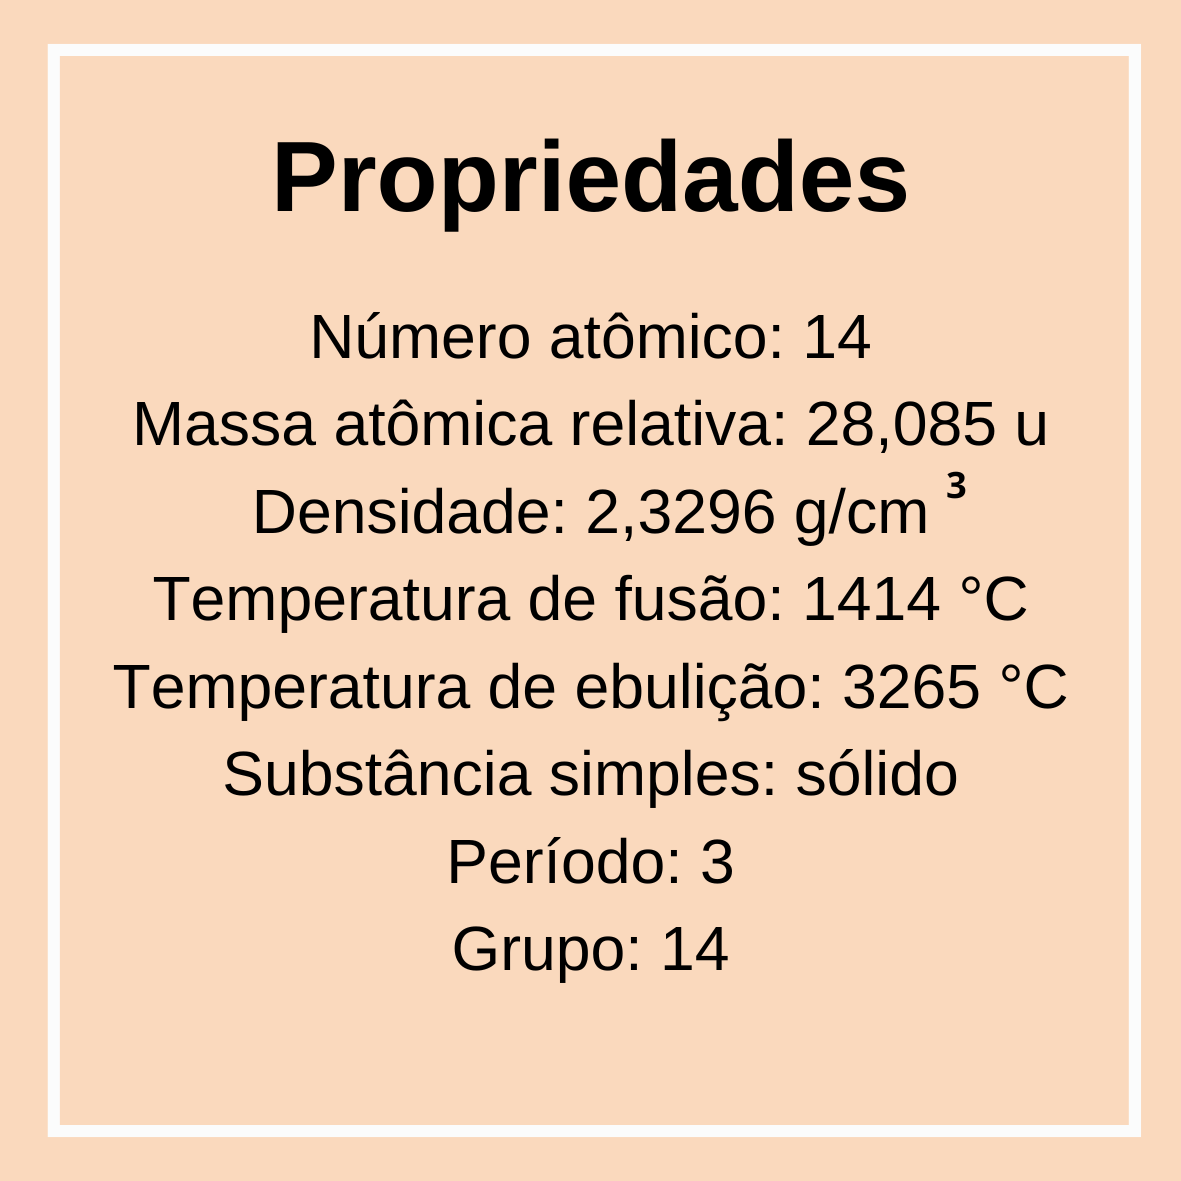 Propriedades
Número atômico: 14
Massa atômica relativa: 28,085 u
Densidade: 2,3296 g/cm ³
Temperatura de fusão: 1414 °C
Temperatura de ebulição: 3265 °C
Substância simples: sólido
Período: 3
Grupo: 14